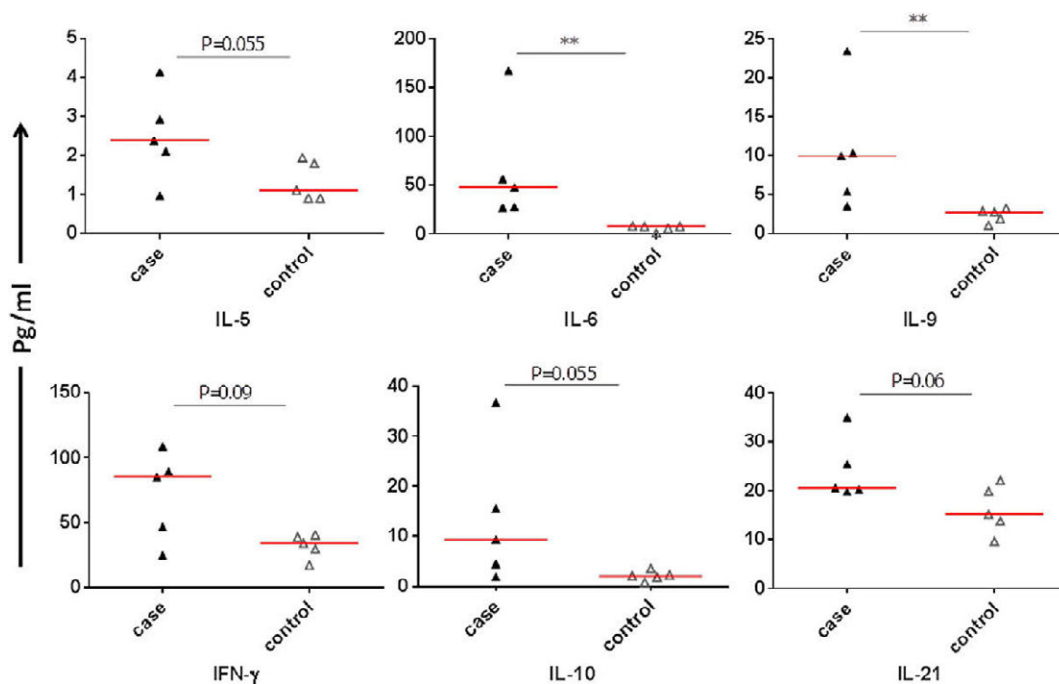 Pg/ml
5
4
3
2
1
0
P=0.055
case
control
IL-5
200
150
100
50
0
**
case
control
IL-6
25
20
15
10
5
0
**
case
control
IL-9
150
100
50
0
P=0.09
case
control
IFN-γ
40
30
20
10
0
P=0.055
case
control
IL-10
40
30
20
10
0
P=0.06
case
control
IL-21